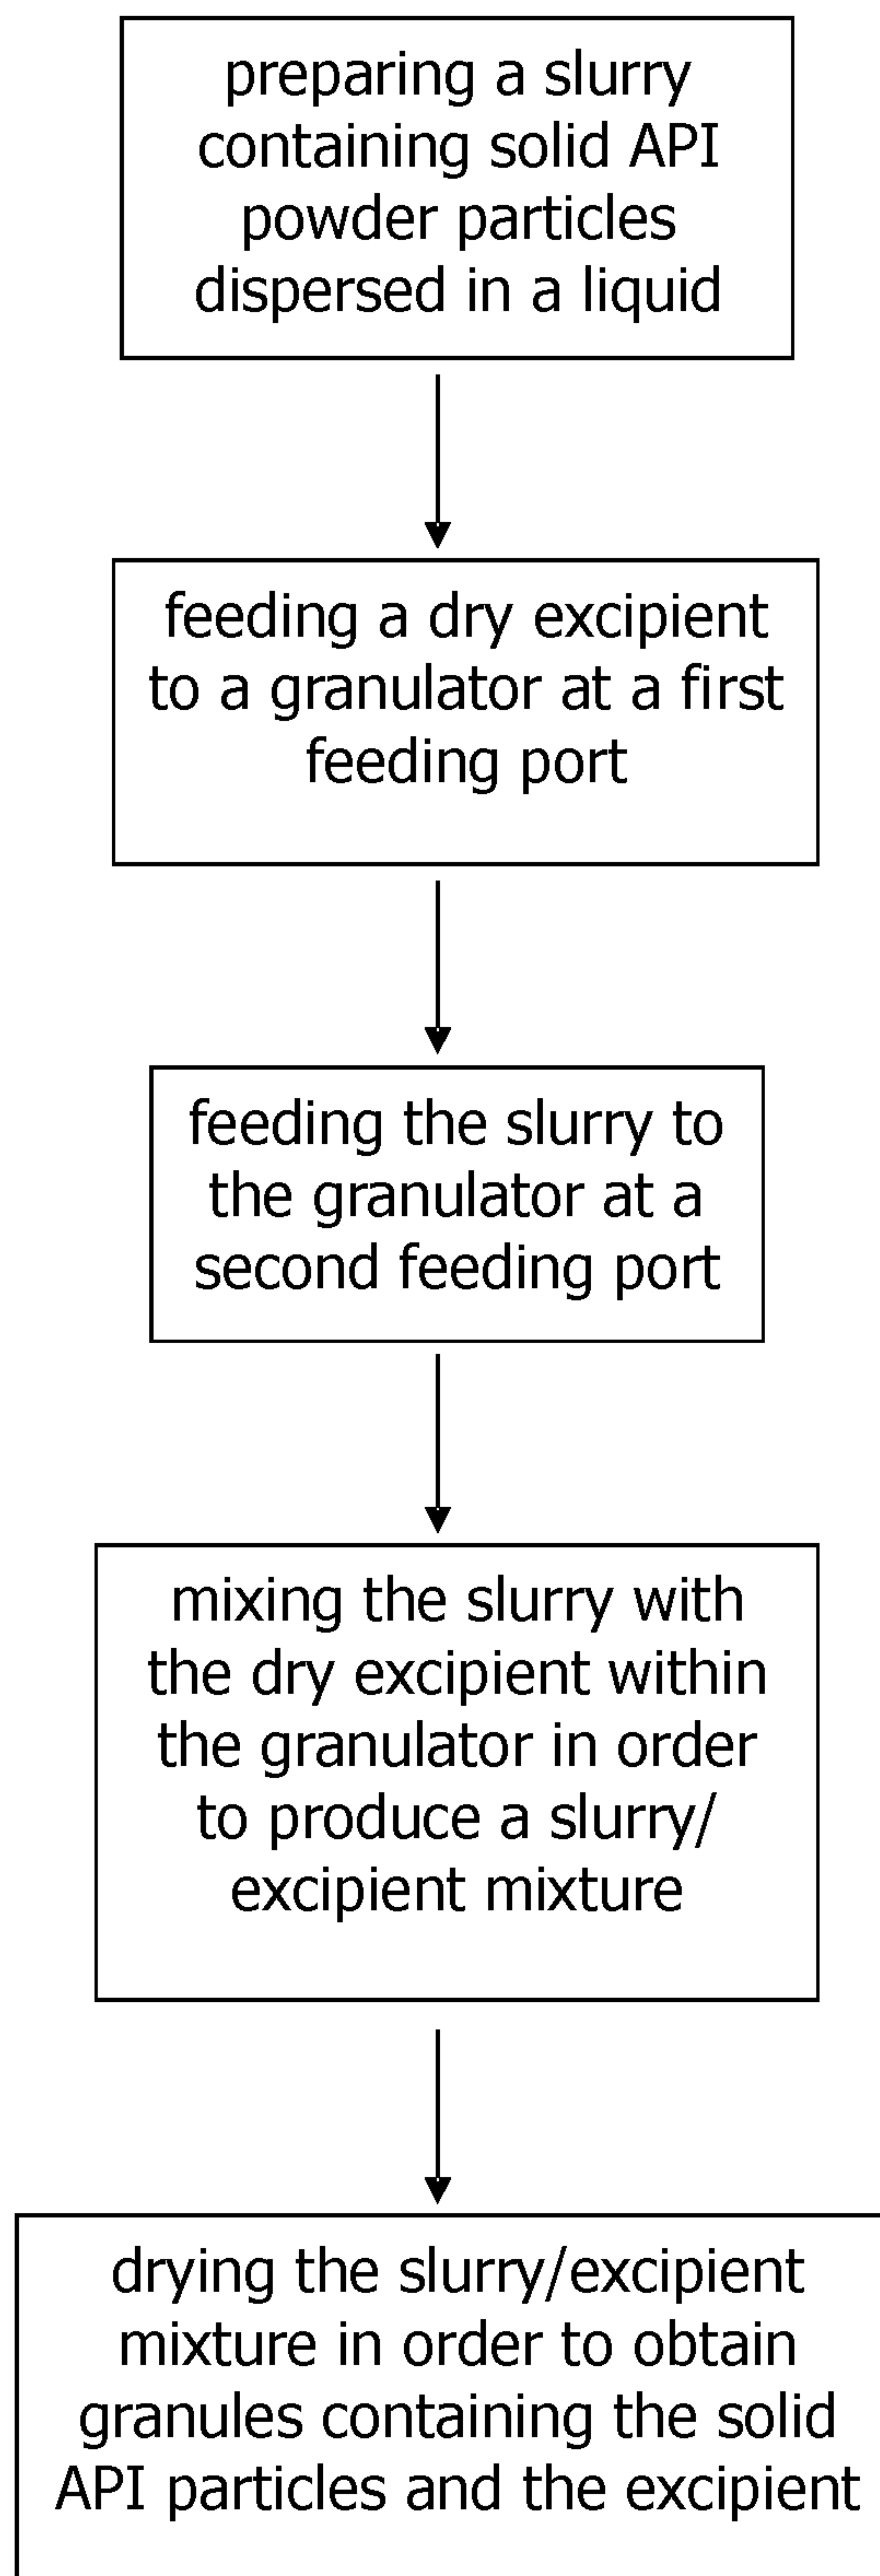 preparing a slurry
containing solid API
powder particles
dispersed in a liquid
feeding a dry excipient
to a granulator at a first
feeding port
feeding the slurry to
the granulator at a
second feeding port
mixing the slurry with
the dry excipient within
the granulator in order
to produce a slurry/
excipient mixture
drying the slurry/excipient
mixture in order to obtain
granules containing the solid
API particles and the excipient